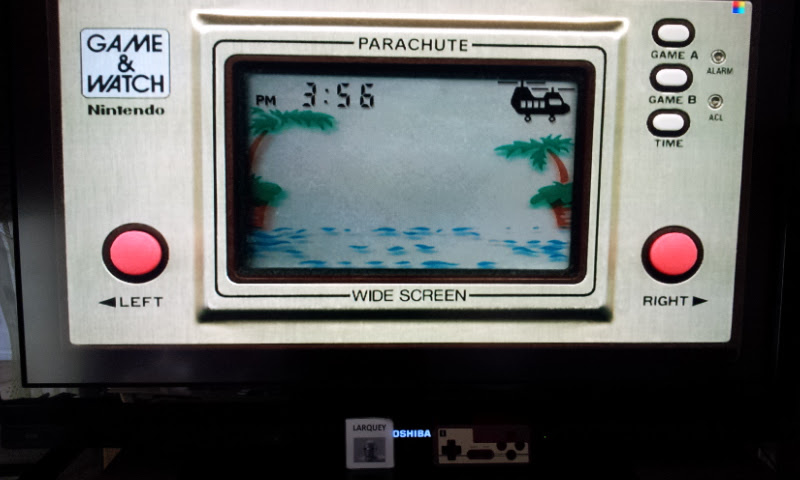 GAME
&
WATCH
Nintendo
PARACHUTE
PM 3:56
GAME A
ALARM
GAME B
ACL
TIME
◀LEFT
WIDE SCREEN
RIGHT▶
LARQUEY
OSHIBA